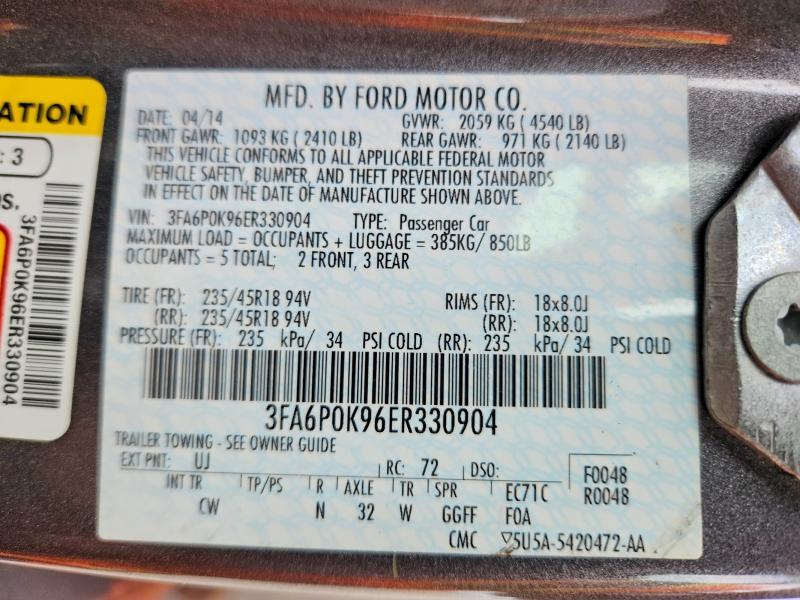 ATION
: 3
OS.
3FA6P0K96ER330904
MFD. BY FORD MOTOR CO.
DATE: 04/14 GVWR: 2059 KG (4540 LB)
FRONT GAWR: 1093 KG (2410 LB) REAR GAWR: 971 KG (2140 LB)
THIS VEHICLE CONFORMS TO ALL APPLICABLE FEDERAL MOTOR
VEHICLE SAFETY, BUMPER, AND THEFT PREVENTION STANDARDS
IN EFFECT ON THE DATE OF MANUFACTURE SHOWN ABOVE.
VIN: 3FA6P0K96ER330904 TYPE: Passenger Car
MAXIMUM LOAD = OCCUPANTS + LUGGAGE = 385KG/ 850LB
OCCUPANTS = 5 TOTAL; 2 FRONT, 3 REAR
TIRE (FR): 235/45R18 94V RIMS (FR): 18x8.0J
(RR): 235/45R18 94V (RR): 18x8.0J
PRESSURE (FR): 235 kPa/ 34 PSI COLD (RR): 235 kPa/ 34 PSI COLD
3FA6P0K96ER330904
TRAILER TOWING - SEE OWNER GUIDE
EXT PNT: UJ RC: 72 DSO: F0048
R0048
INT TR TP/PS R AXLE TR SPR EC71C
CW N 32 W GGFF F0A
CMC ▽5U5A-5420472-AA